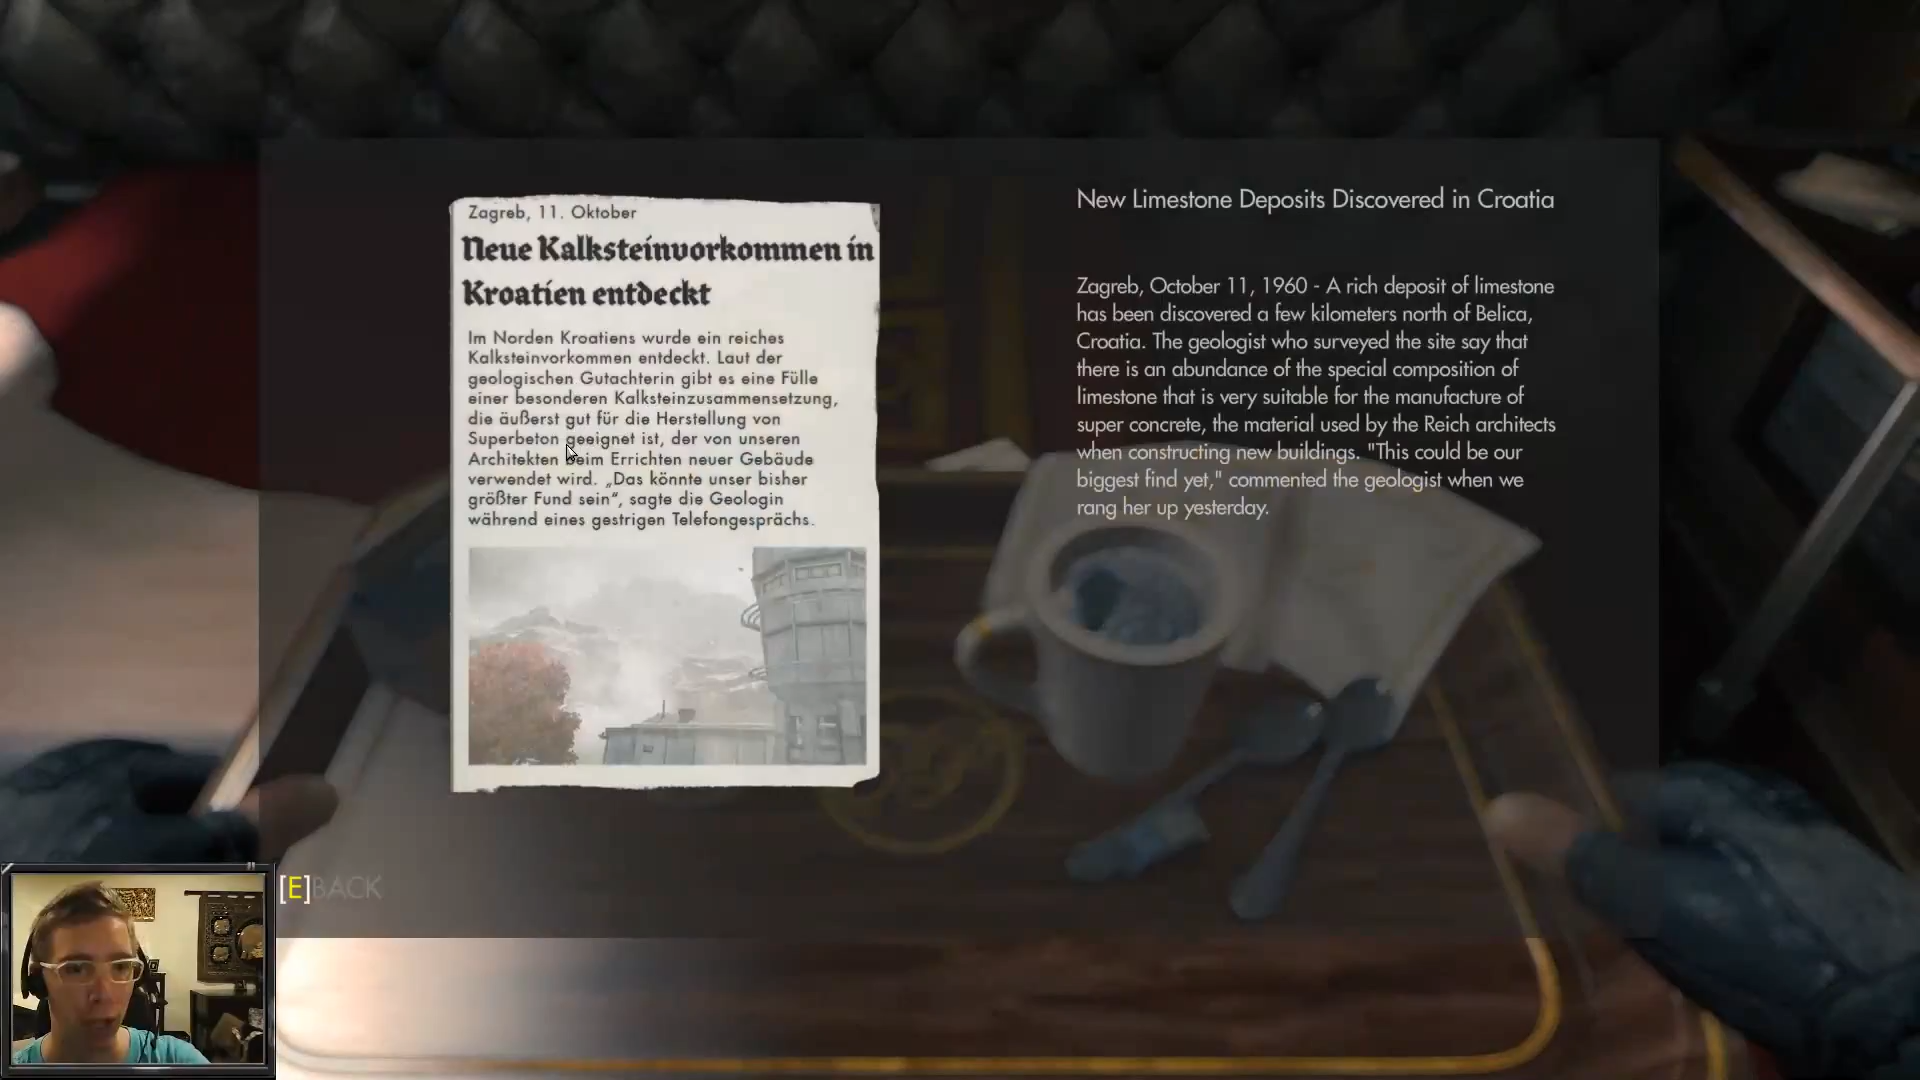 Zagreb, 11. Oktober
Neue Kalksteinvorkommen in
Kroatien entdeckt
Im Norden Kroatiens wurde ein reiches
Kalksteinvorkommen entdeckt. Laut der
geologischen Gutachterin gibt es eine Fülle
einer besonderen Kalksteinzusammensetzung,
die äußerst gut für die Herstellung von
Superbeton geeignet ist, der von unseren
Architekten beim Errichten neuer Gebäude
verwendet wird. „Das könnte unser bisher
größter Fund sein“, sagte die Geologin
während eines gestrigen Telefongesprächs.
New Limestone Deposits Discovered in Croatia
Zagreb, October 11, 1960 - A rich deposit of limestone
has been discovered a few kilometers north of Belica,
Croatia. The geologist who surveyed the site say that
there is an abundance of the special composition of
limestone that is very suitable for the manufacture of
super concrete, the material used by the Reich architects
when constructing new buildings. "This could be our
biggest find yet," commented the geologist when we
rang her up yesterday.
[E]BACK